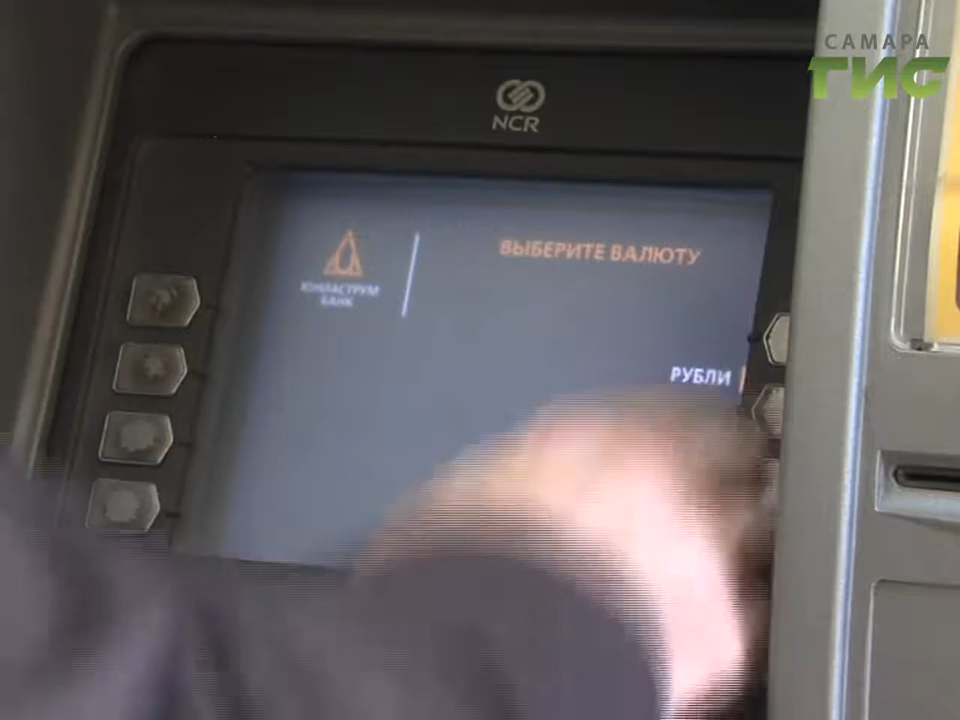 САМАРА
ГИС
NCR
ВЫБЕРИТЕ ВАЛЮТУ
ЮНИАСТРУМ
БАНК
РУБЛИ